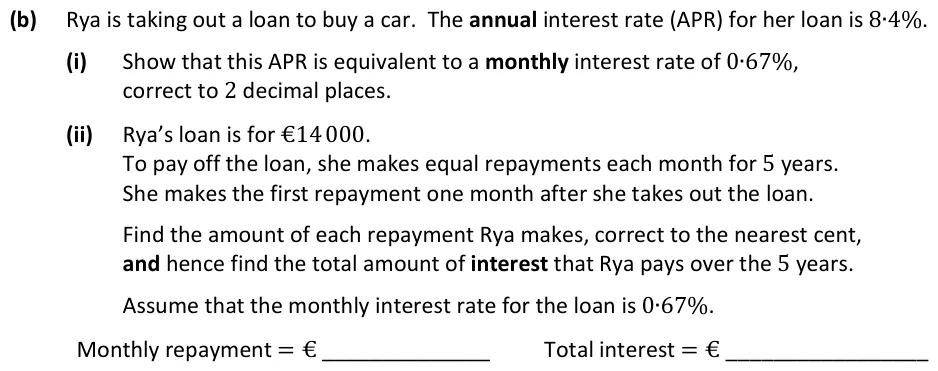 (b) Rya is taking out a loan to buy a car. The annual interest rate (APR) for her loan is 8·4%.
(i) Show that this APR is equivalent to a monthly interest rate of 0·67%,
correct to 2 decimal places.
(ii) Rya’s loan is for €14 000.
To pay off the loan, she makes equal repayments each month for 5 years.
She makes the first repayment one month after she takes out the loan.
Find the amount of each repayment Rya makes, correct to the nearest cent,
and hence find the total amount of interest that Rya pays over the 5 years.
Assume that the monthly interest rate for the loan is 0·67%.
Monthly repayment = € ______________ Total interest = € _________________